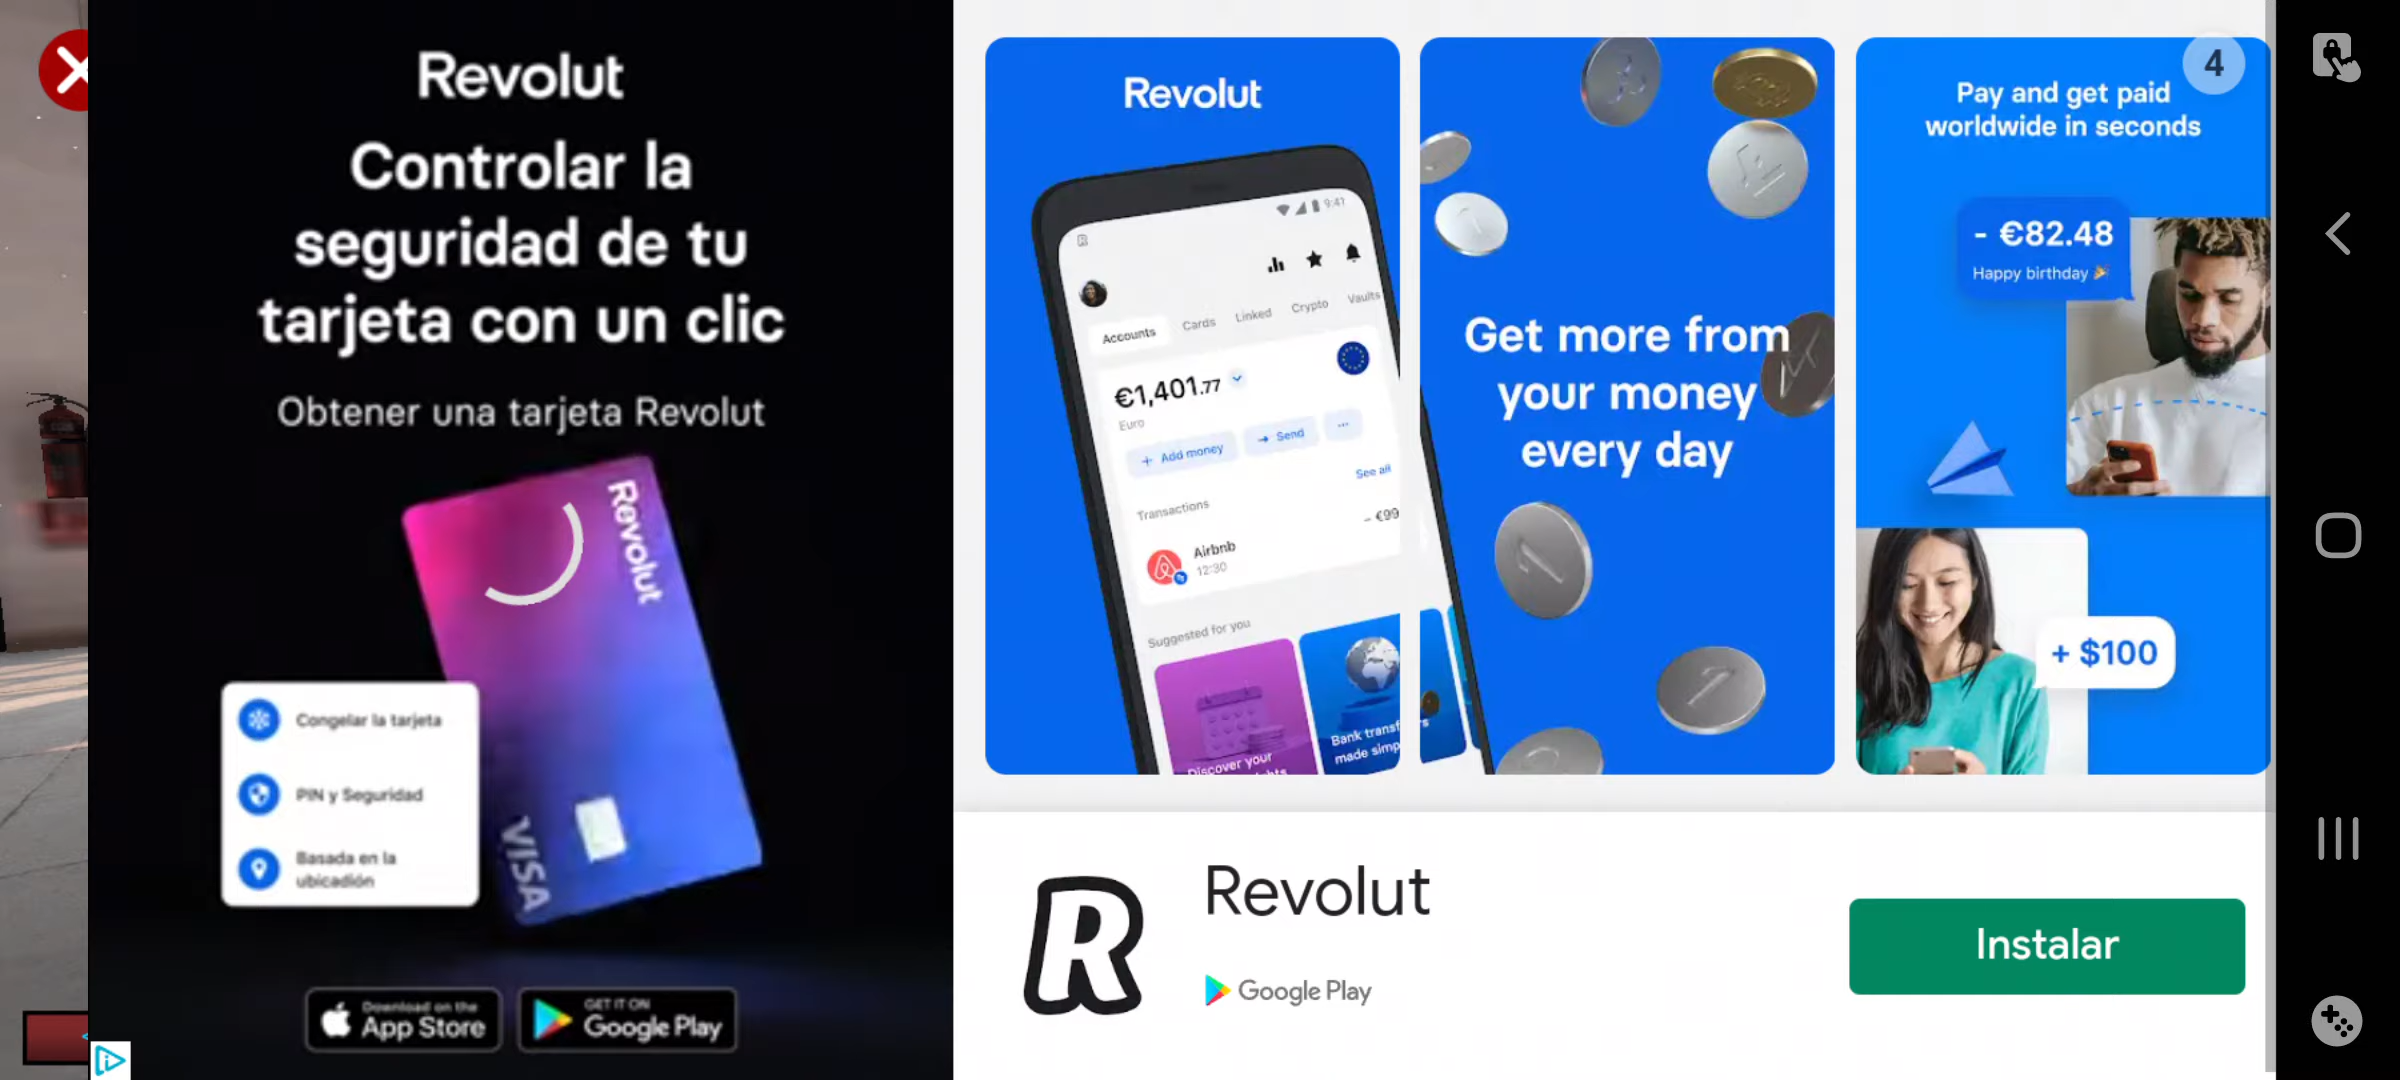 Revolut
Controlar la
seguridad de tu
tarjeta con un clic
Obtener una tarjeta Revolut
Revolut
VISA
Congelar la tarjeta
PIN y Seguridad
Basada en la
ubicadión
Download on the
App Store
GET IT ON
Google Play
Revolut
9:41
Accounts
Cards
Linked
Crypto
Vaults
€1,401.77
Euro
+ Add money
→ Send
...
See all
Transactions
Airbnb
12:30
- €99
Suggested for you
Discover your
Bank transf
made simp
Get more from
your money
every day
4
Pay and get paid
worldwide in seconds
- €82.48
Happy birthday 🎉
+ $100
R
Revolut
Google Play
Instalar